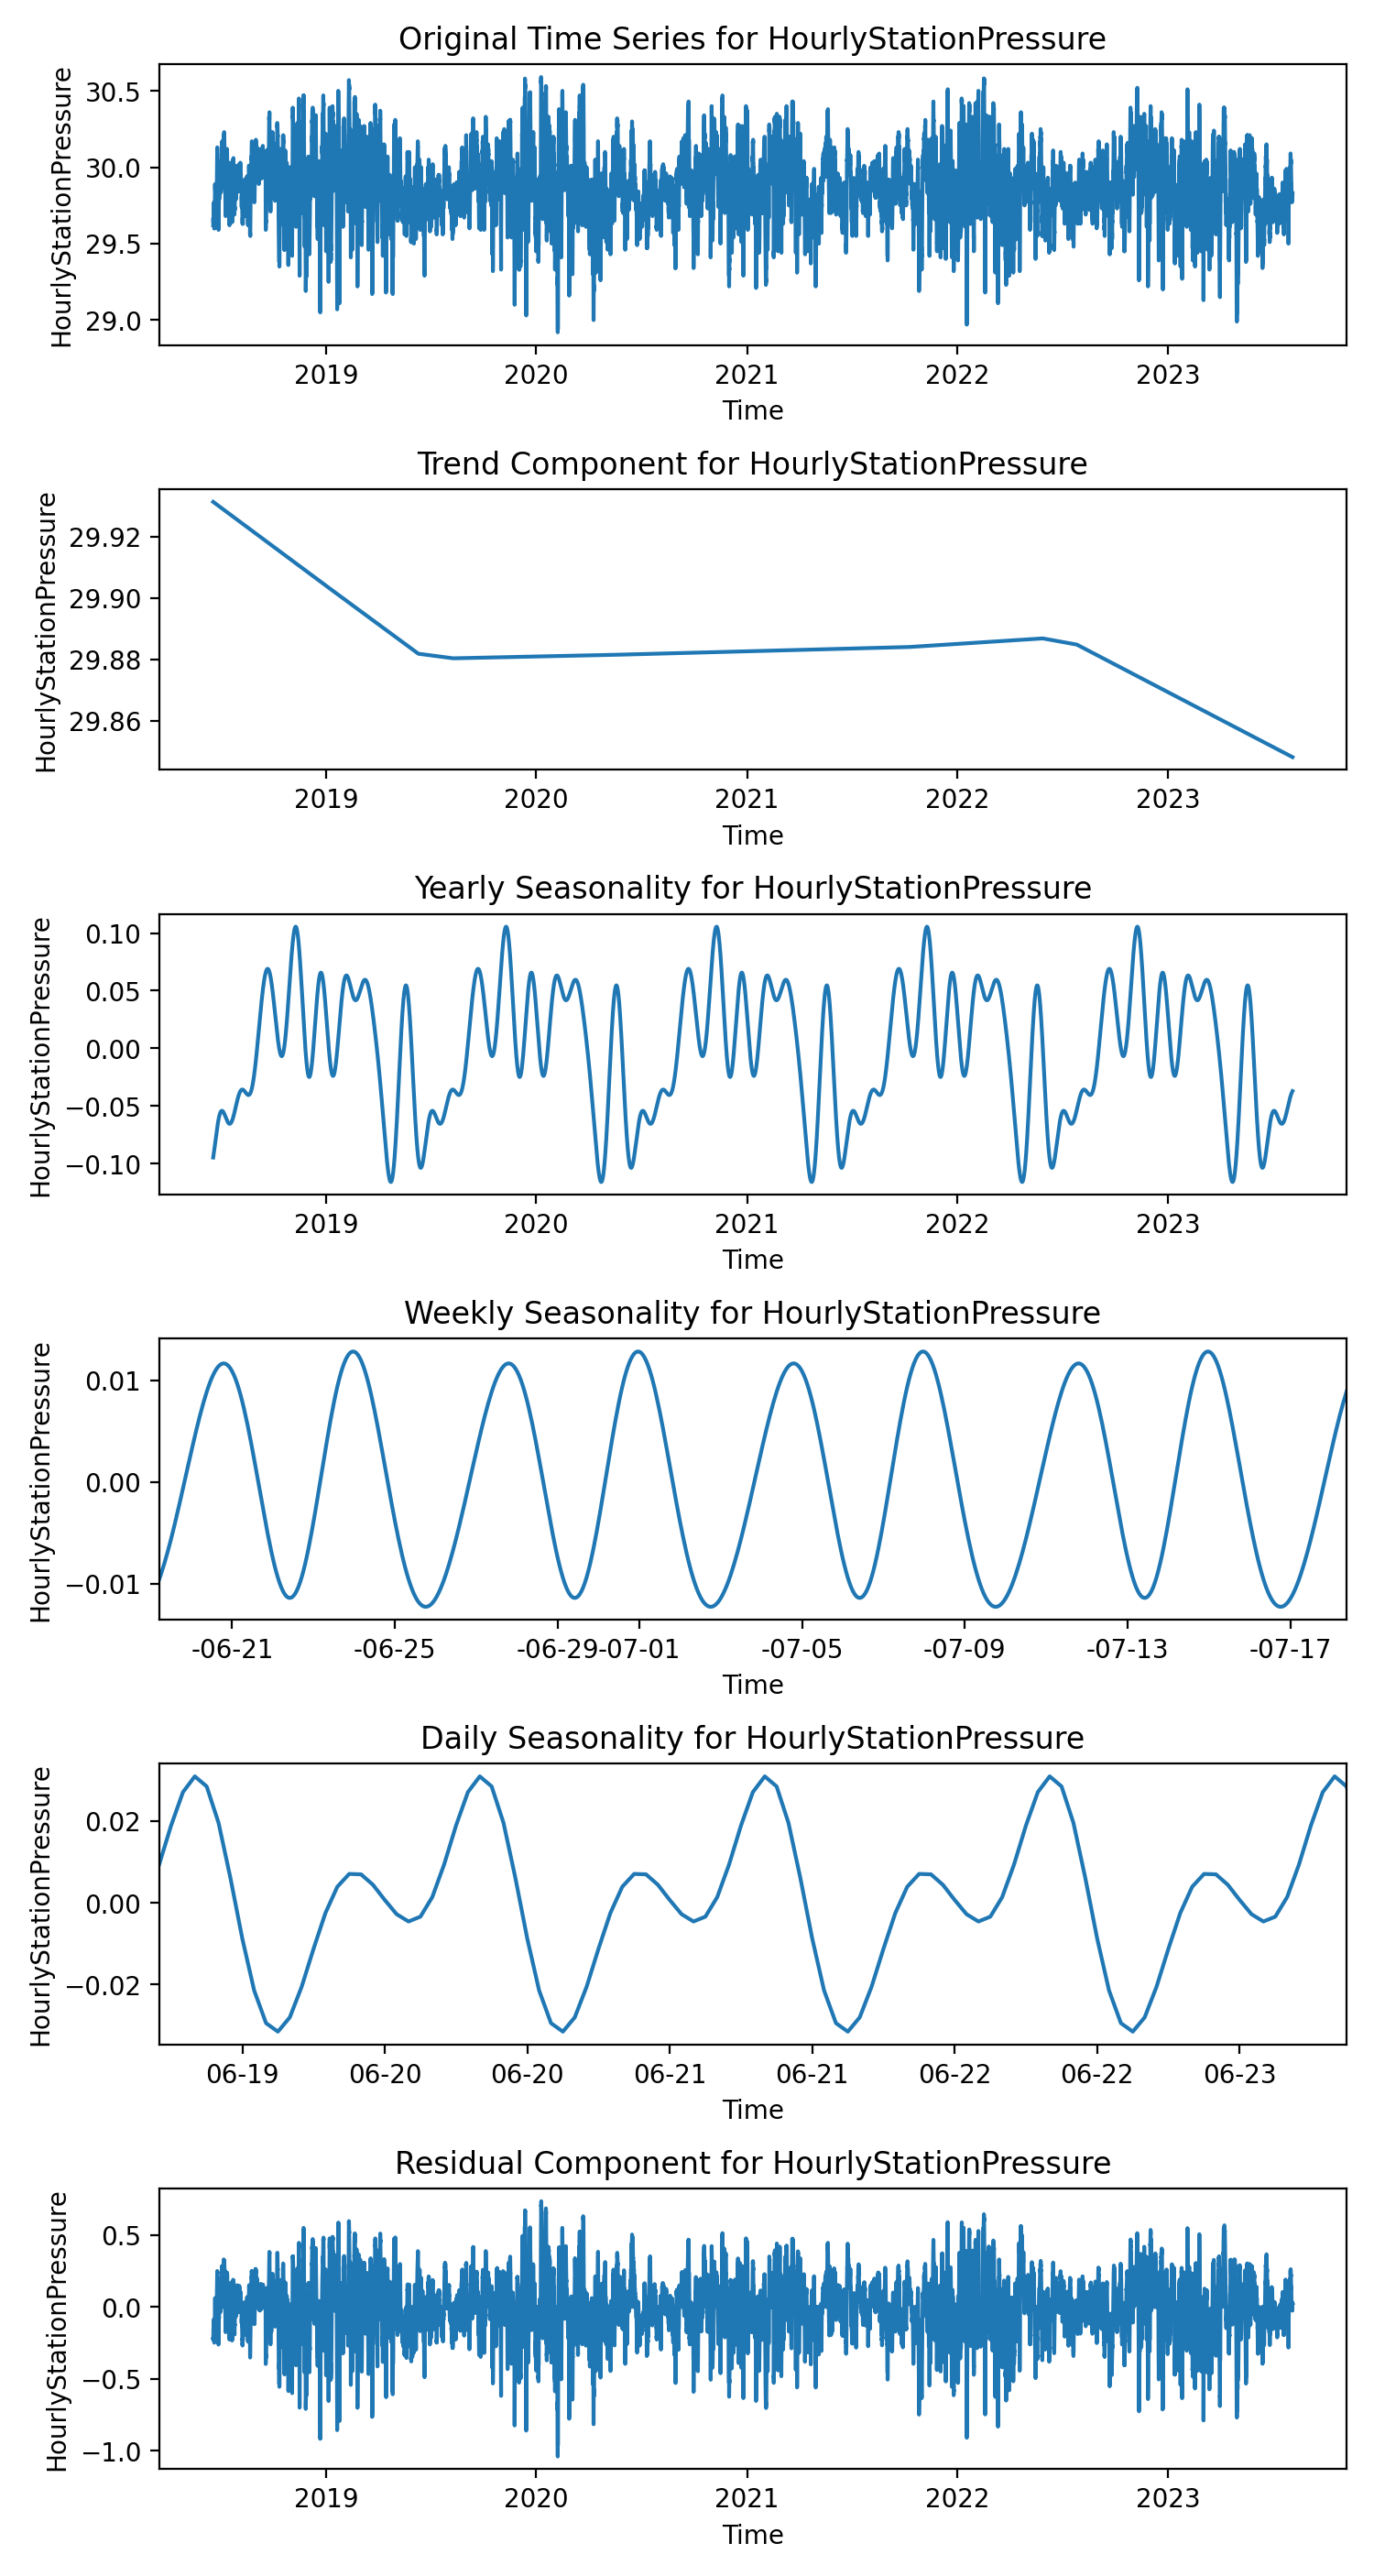 Original Time Series for HourlyStationPressure
HourlyStationPressure
30.5
30.0
29.5
29.0
2019 2020 2021 2022 2023
Time
Trend Component for HourlyStationPressure
HourlyStationPressure
29.92
29.90
29.88
29.86
2019 2020 2021 2022 2023
Time
Yearly Seasonality for HourlyStationPressure
HourlyStationPressure
0.10
0.05
0.00
−0.05
−0.10
2019 2020 2021 2022 2023
Time
Weekly Seasonality for HourlyStationPressure
HourlyStationPressure
0.01
0.00
−0.01
-06-21 -06-25 -06-29-07-01 -07-05 -07-09 -07-13 -07-17
Time
Daily Seasonality for HourlyStationPressure
HourlyStationPressure
0.02
0.00
−0.02
06-19 06-20 06-20 06-21 06-21 06-22 06-22 06-23
Time
Residual Component for HourlyStationPressure
HourlyStationPressure
0.5
0.0
−0.5
−1.0
2019 2020 2021 2022 2023
Time